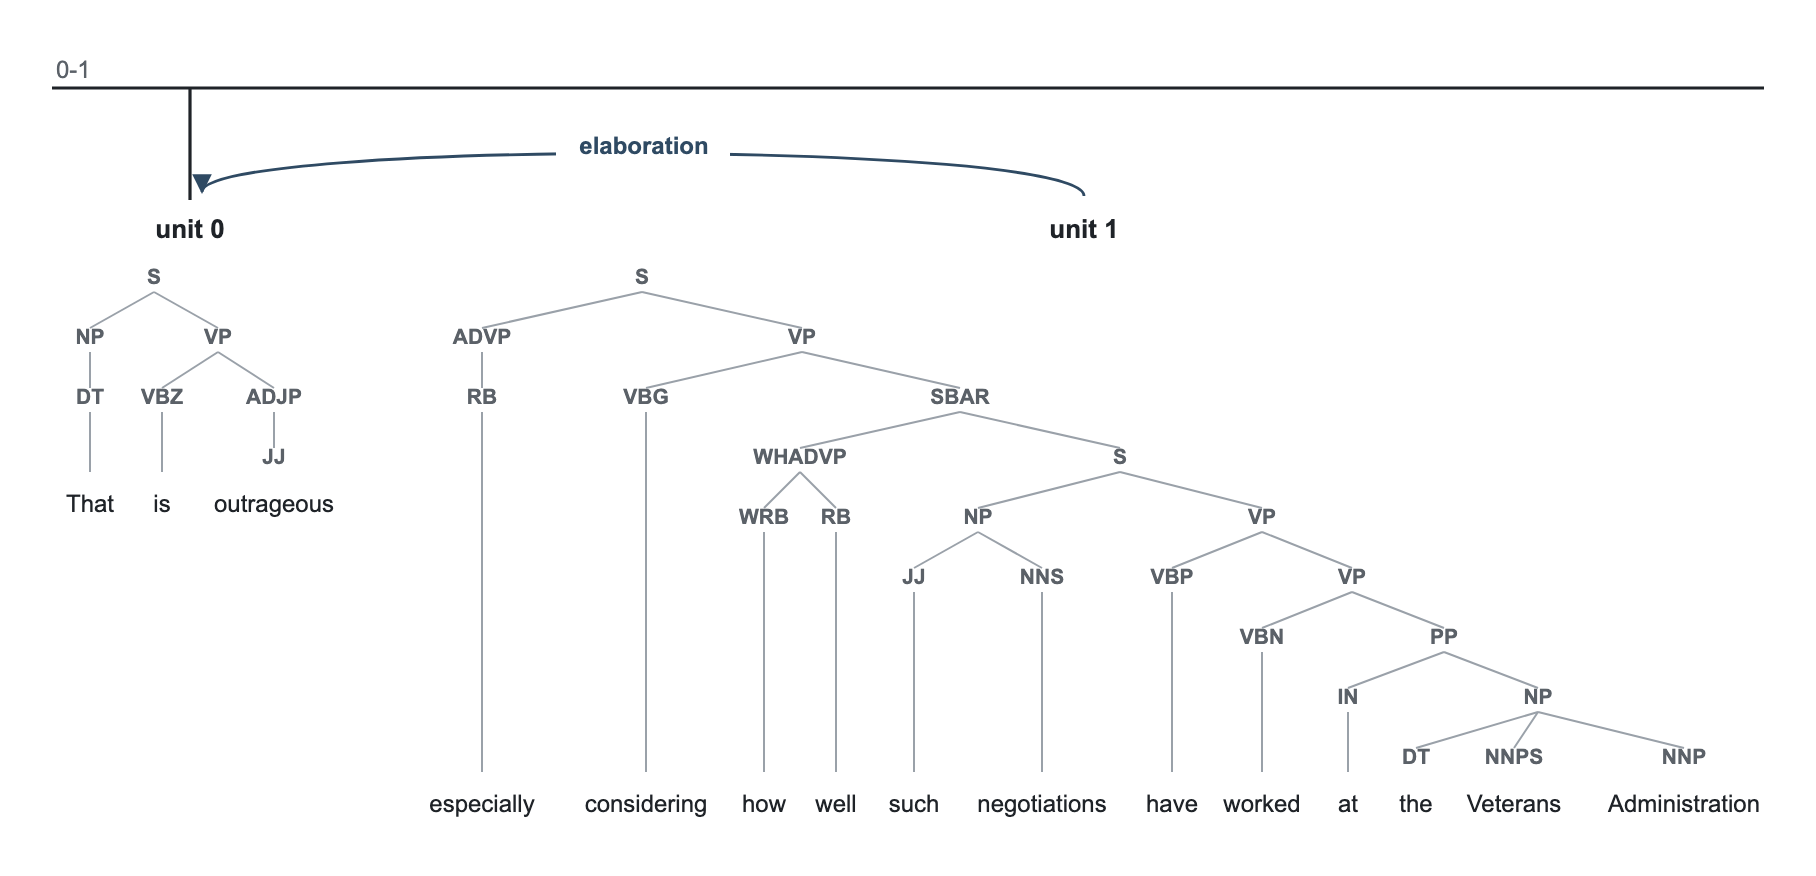 0-1
elaboration
unit 0 unit 1
S S
NP VP ADVP VP
DT VBZ ADJP RB VBG SBAR
JJ WHADVP S
That is outrageous
WRB RB NP VP
JJ NNS VBP VP
VBN PP
IN NP
DT NNPS NNP
especially considering how well such negotiations have worked at the Veterans Administration